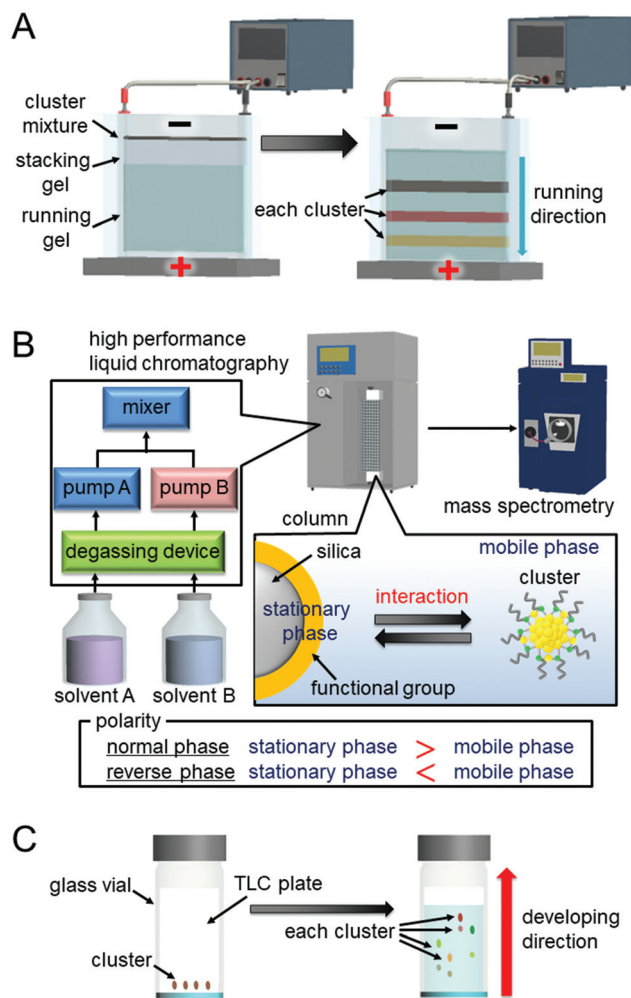 A
cluster
mixture
stacking
gel
running
gel
−
+
each cluster
−
+
running
direction
B
high performance
liquid chromatography
mixer
pump A
pump B
degassing device
solvent A
solvent B
mass spectrometry
column
silica
stationary
phase
functional group
interaction
mobile phase
cluster
polarity
normal phase stationary phase > mobile phase
reverse phase stationary phase < mobile phase
C
glass vial
TLC plate
cluster
each cluster
developing
direction